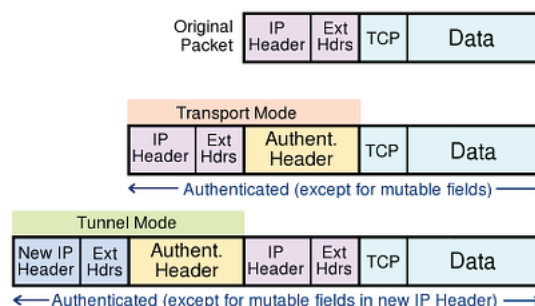 Original Packet
IP Header
Ext Hdrs
TCP
Data
Transport Mode
IP Header
Ext Hdrs
Authent. Header
TCP
Data
Authenticated (except for mutable fields)
Tunnel Mode
New IP Header
Ext Hdrs
Authent. Header
IP Header
Ext Hdrs
TCP
Data
Authenticated (except for mutable fields in new IP Header)